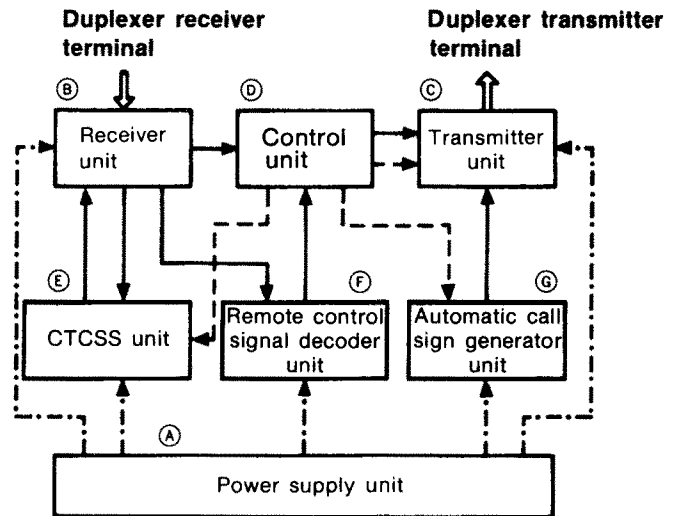 Duplexer receiver
terminal
Duplexer transmitter
terminal
Ⓑ
Ⓓ
Ⓒ
Receiver
unit
Control
unit
Transmitter
unit
Ⓔ
Ⓕ
Ⓖ
CTCSS unit
Remote control
signal decoder
unit
Automatic call
sign generator
unit
Ⓐ
Power supply unit